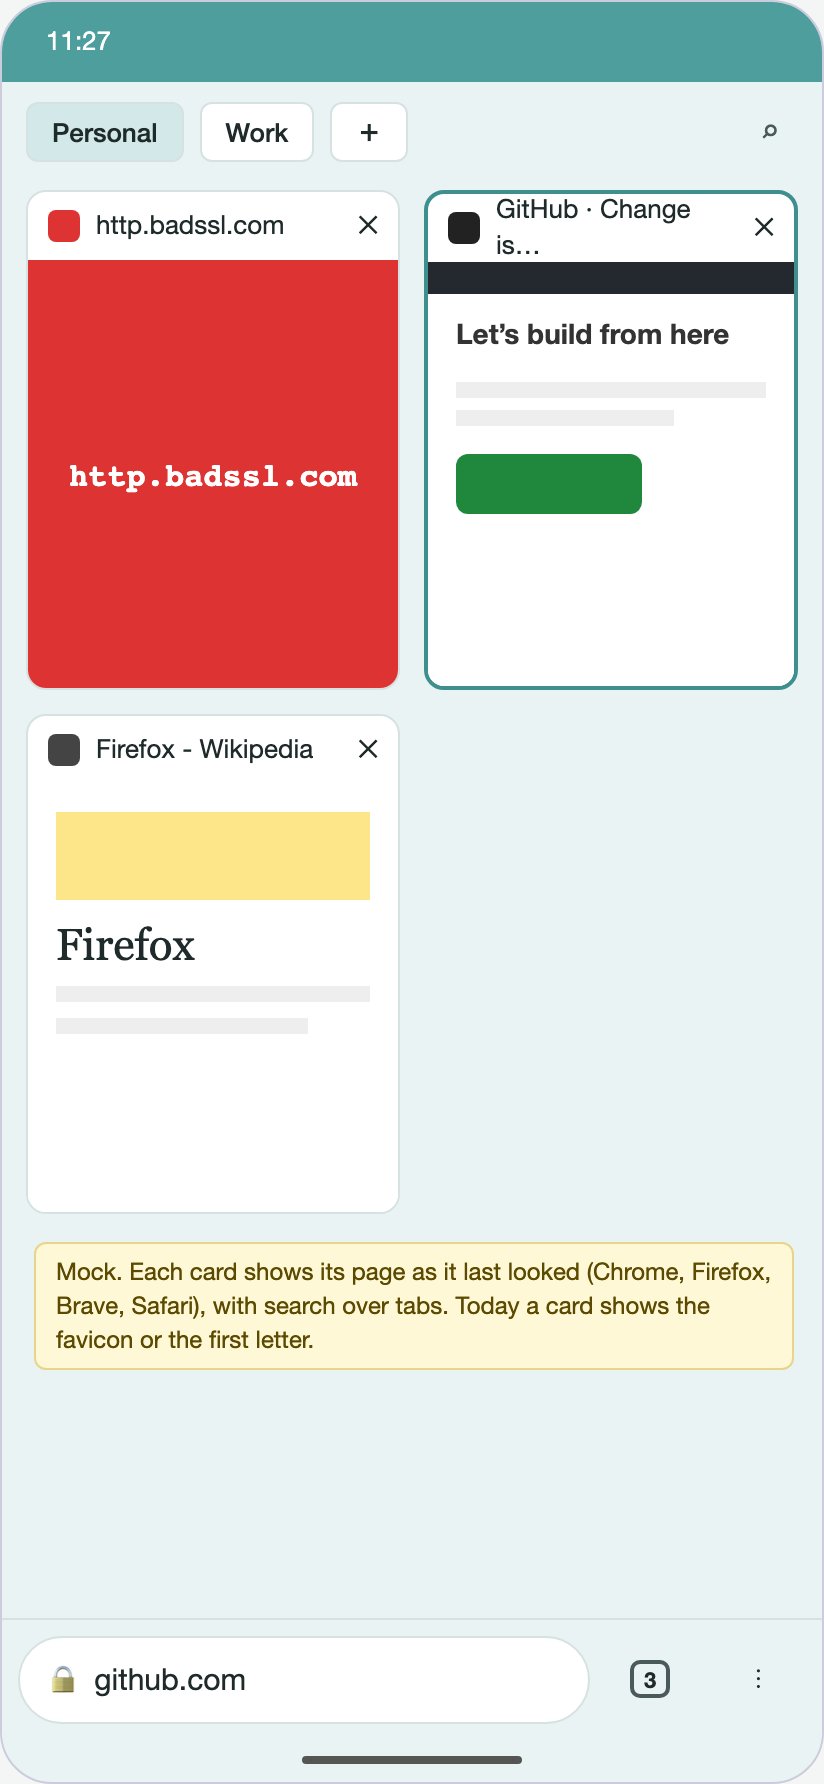 11:27
Personal
Work
+
http.badssl.com
GitHub · Change
is…
http.badssl.com
Let’s build from here
Firefox - Wikipedia
Firefox
Mock. Each card shows its page as it last looked (Chrome, Firefox,
Brave, Safari), with search over tabs. Today a card shows the
favicon or the first letter.
github.com
3